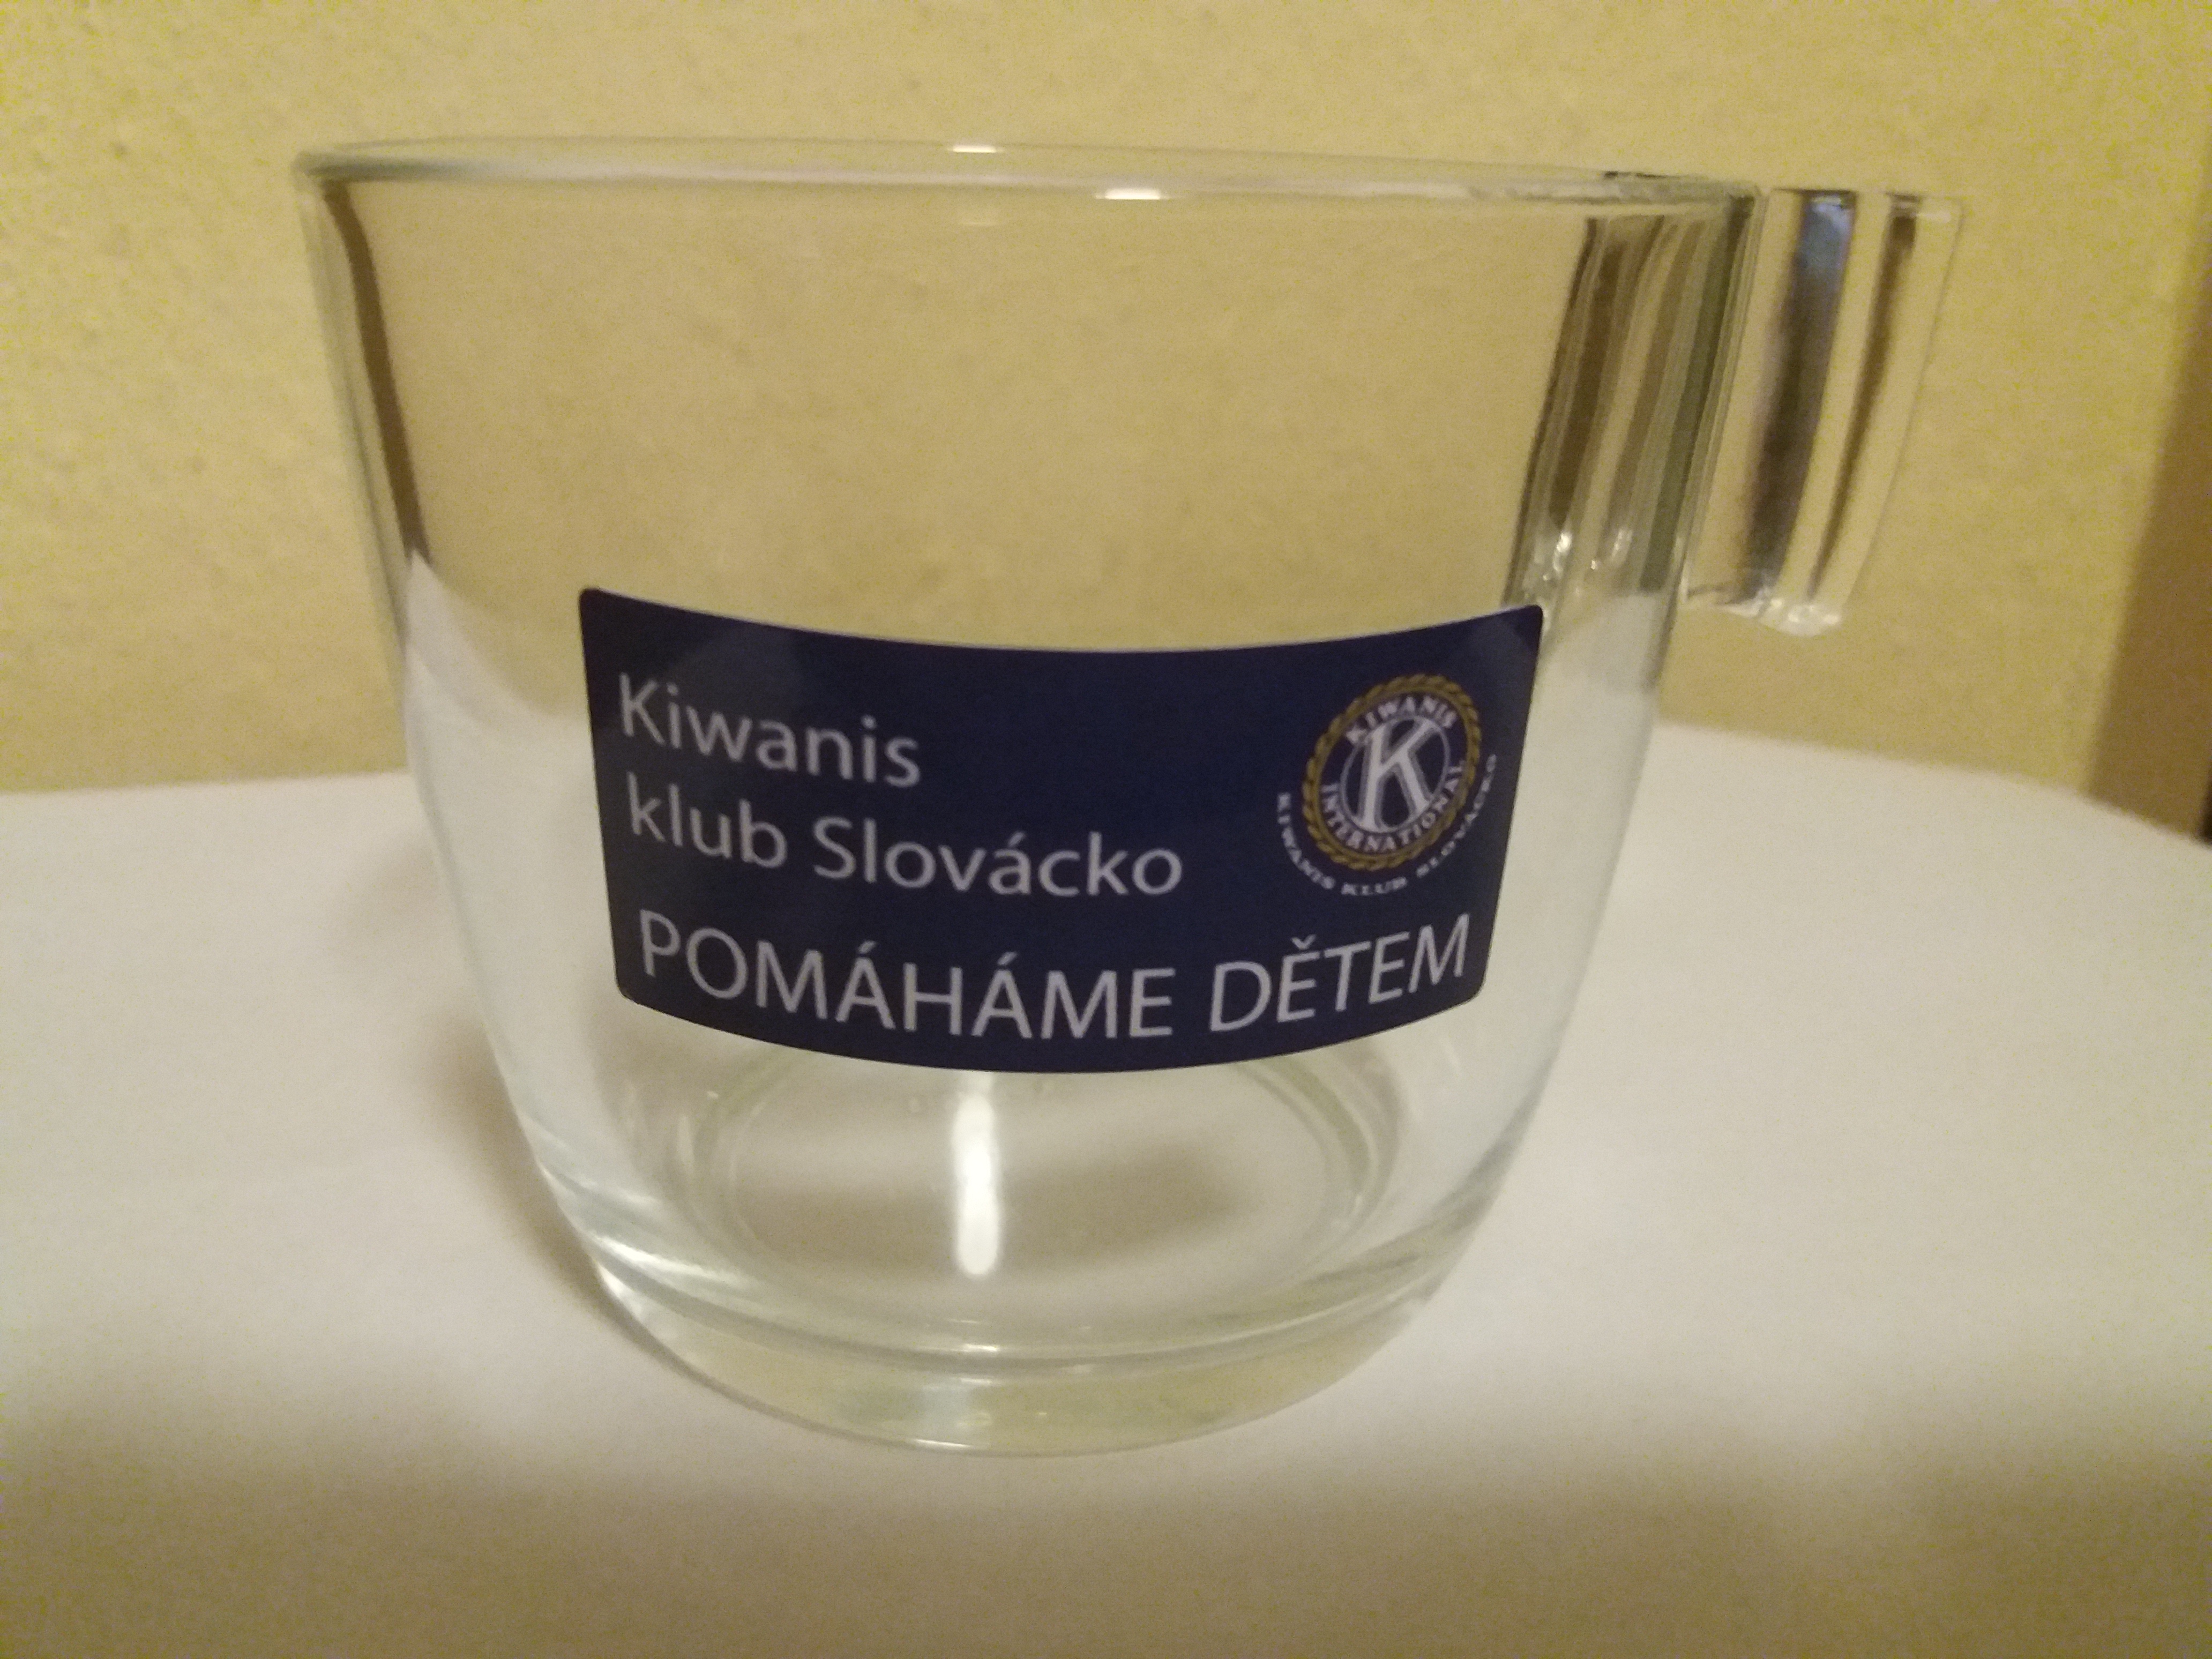 Kiwanis
klub Slovácko
POMÁHÁME DĚTEM
KIWANIS
K
INTERNATIONAL
KIWANIS KLUB SLOVÁCKO